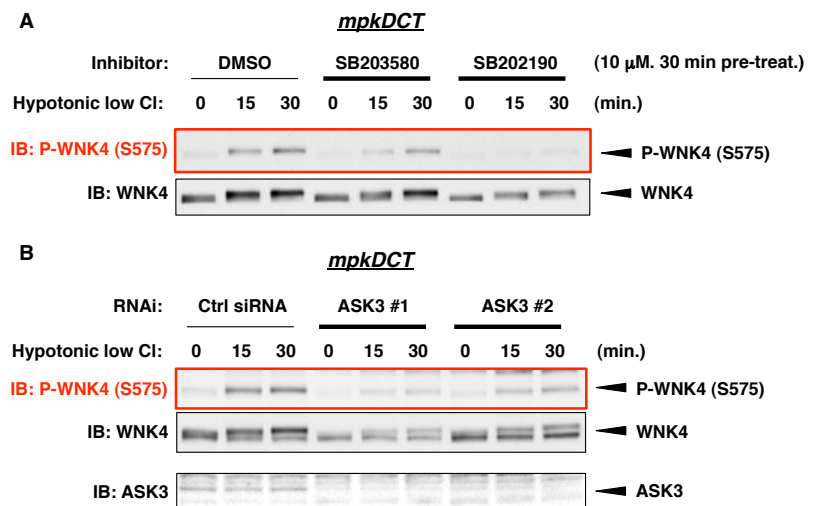 A
mpkDCT
Inhibitor: DMSO SB203580 SB202190 (10 µM. 30 min pre-treat.)
Hypotonic low Cl: 0 15 30 0 15 30 0 15 30 (min.)
IB: P-WNK4 (S575) P-WNK4 (S575)
IB: WNK4 WNK4
B
mpkDCT
RNAi: Ctrl siRNA ASK3 #1 ASK3 #2
Hypotonic low Cl: 0 15 30 0 15 30 0 15 30 (min.)
IB: P-WNK4 (S575) P-WNK4 (S575)
IB: WNK4 WNK4
IB: ASK3 ASK3